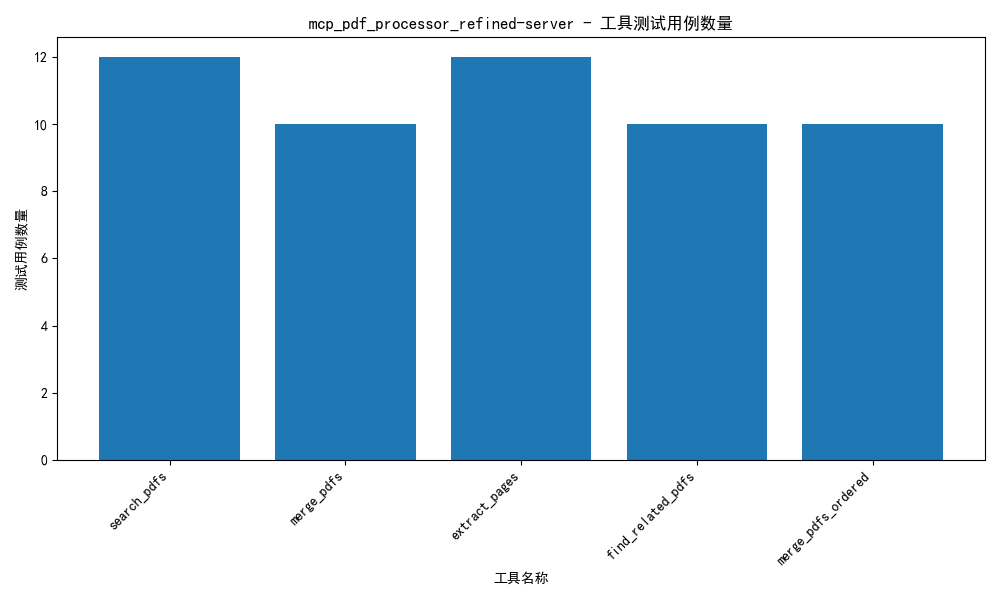 mcp_pdf_processor_refined-server - 工具测试用例数量
测试用例数量
12
10
8
6
4
2
0
search_pdfs
merge_pdfs
extract_pages
find_related_pdfs
merge_pdfs_ordered
工具名称